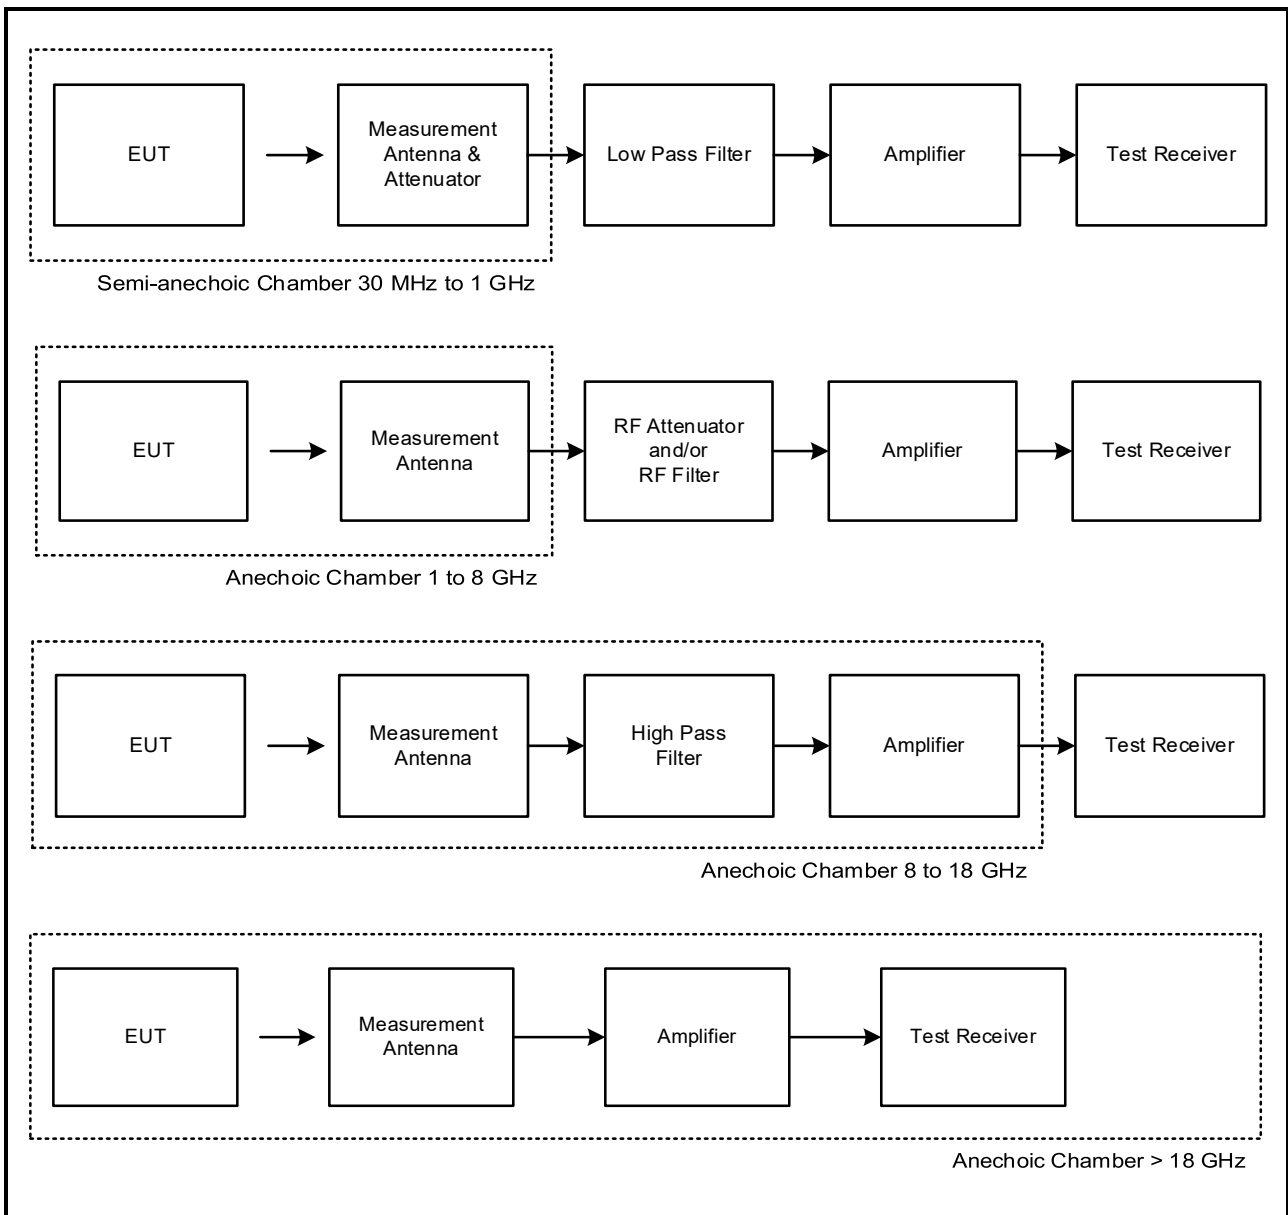 EUT
Measurement
Antenna &
Attenuator
Low Pass Filter
Amplifier
Test Receiver
Semi-anechoic Chamber 30 MHz to 1 GHz
EUT
Measurement
Antenna
RF Attenuator
and/or
RF Filter
Amplifier
Test Receiver
Anechoic Chamber 1 to 8 GHz
EUT
Measurement
Antenna
High Pass
Filter
Amplifier
Test Receiver
Anechoic Chamber 8 to 18 GHz
EUT
Measurement
Antenna
Amplifier
Test Receiver
Anechoic Chamber > 18 GHz